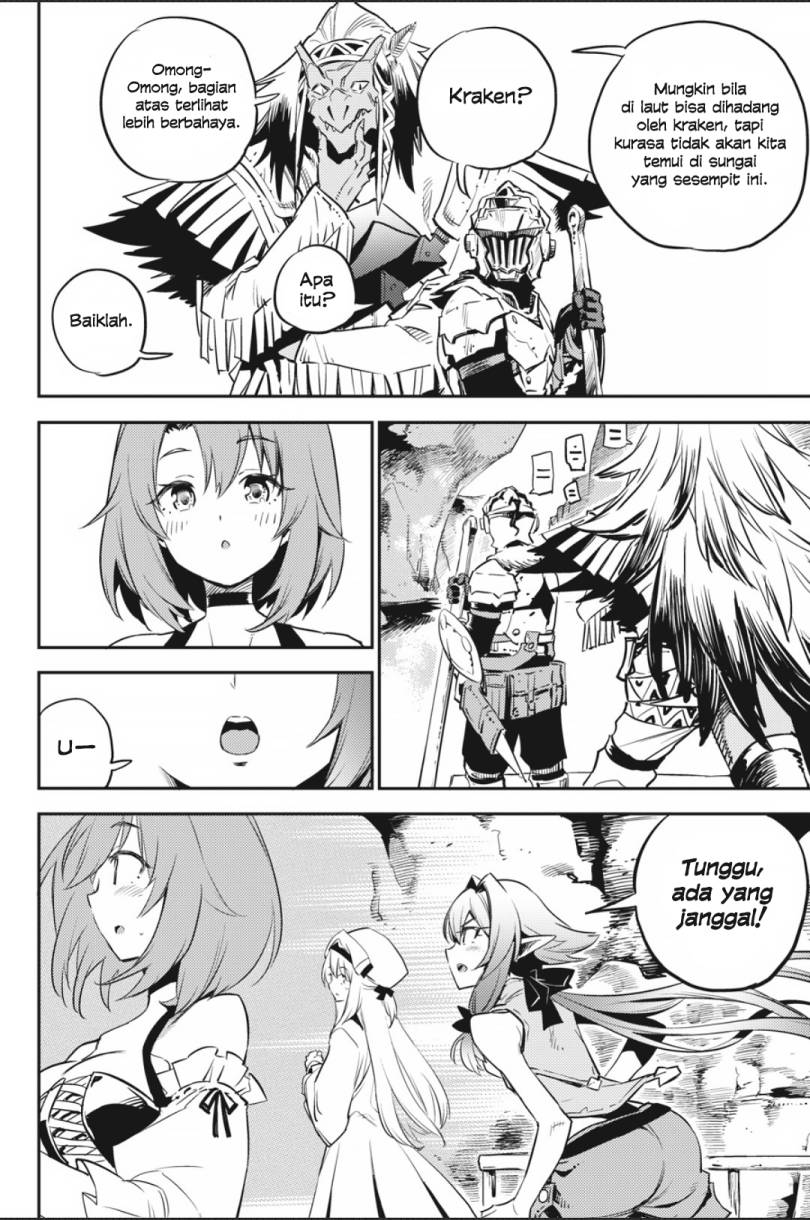 Mungkin bila
di laut bisa dihadang
oleh kraken, tapi
kurasa tidak akan kita
temui di sungai
yang sesempit ini.
Kraken?
Omong-
Omong, bagian
atas terlihat
lebih berbahaya.
Apa
itu?
Baiklah.
U—
Tunggu,
ada yang
janggal!